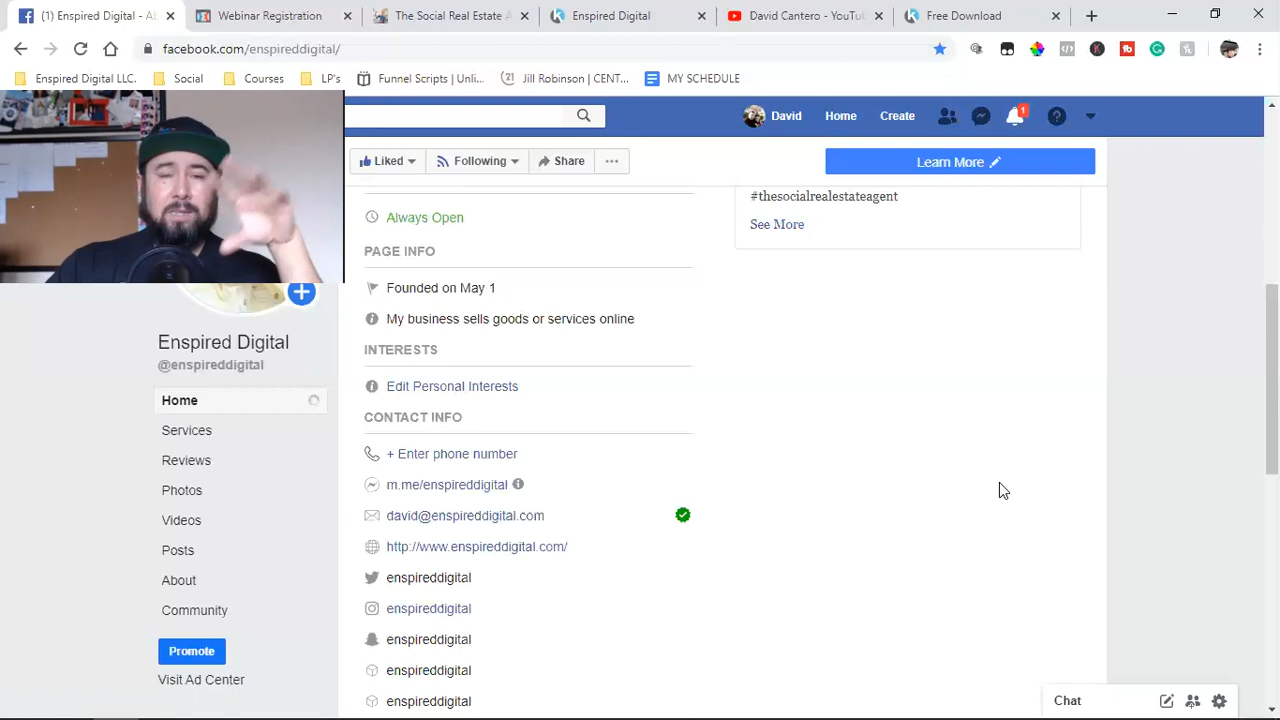 (1) Enspired Digital - A
Webinar Registration
The Social Real Estate A
Enspired Digital
David Cantero - YouTu
Free Download
facebook.com/enspireddigital/
Enspired Digital LLC.
Social
Courses
LP's
Funnel Scripts | Unli...
Jill Robinson | CENT...
MY SCHEDULE
David
Home
Create
1
Liked
Following
Share
Learn More
#thesocialrealestateagent
See More
Always Open
PAGE INFO
Founded on May 1
My business sells goods or services online
INTERESTS
Edit Personal Interests
CONTACT INFO
+ Enter phone number
m.me/enspireddigital
david@enspireddigital.com
http://www.enspireddigital.com/
enspireddigital
enspireddigital
enspireddigital
enspireddigital
enspireddigital
Enspired Digital
@enspireddigital
Home
Services
Reviews
Photos
Videos
Posts
About
Community
Promote
Visit Ad Center
Chat